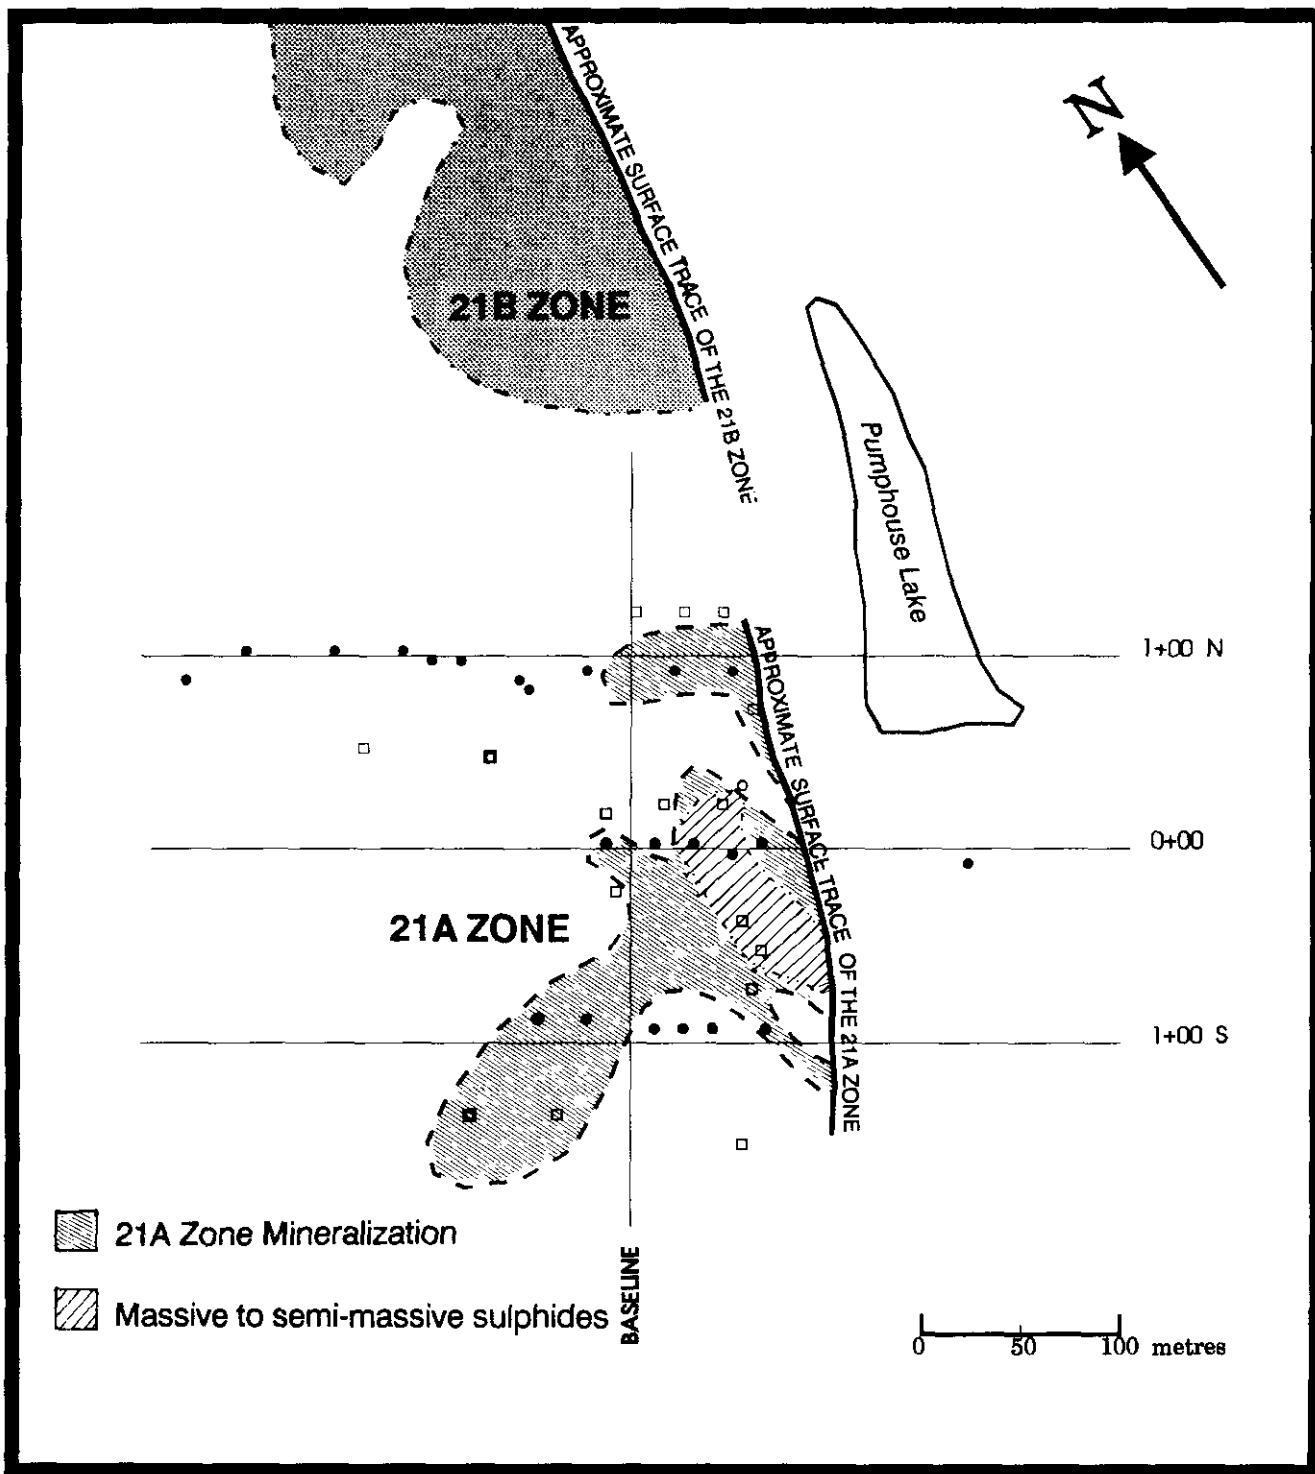 APPROXIMATE SURFACE TRACE OF THE 21B ZONE
N
21B ZONE
Pumphouse Lake
1+00 N
APPROXIMATE SURFACE TRACE OF THE 21A ZONE
0+00
21A ZONE
1+00 S
21A Zone Mineralization
Massive to semi-massive sulphides
BASELINE
0 50 100 metres